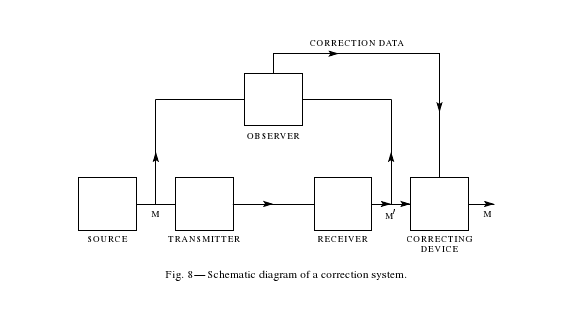 CORRECTION DATA
OBSERVER
M
M′
M
SOURCE
TRANSMITTER
RECEIVER
CORRECTING
DEVICE
Fig. 8—Schematic diagram of a correction system.